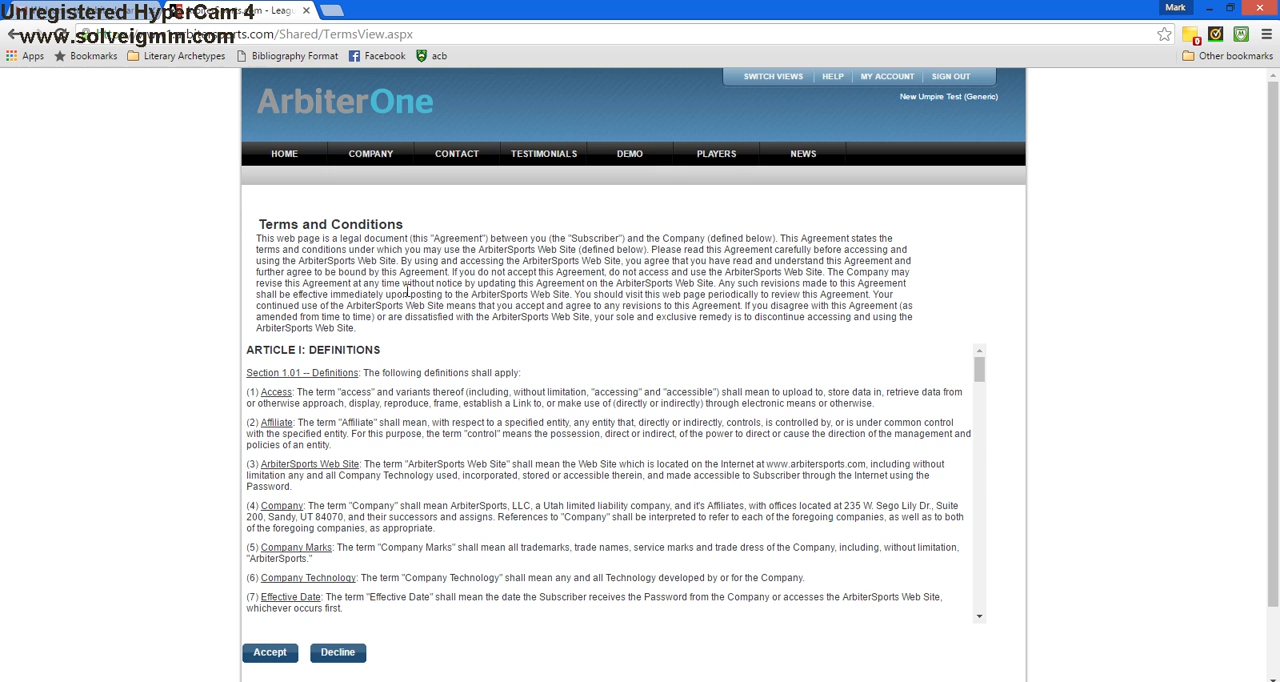 Unregistered HyperCam 4
www.solveigmm.com
.com - Leag
Mark
arbitersports.com/Shared/TermsView.aspx
Apps Bookmarks Literary Archetypes Bibliography Format Facebook acb Other bookmarks
SWITCH VIEWS HELP MY ACCOUNT SIGN OUT
New Umpire Test (Generic)
ArbiterOne
HOME COMPANY CONTACT TESTIMONIALS DEMO PLAYERS NEWS
Terms and Conditions
This web page is a legal document (this "Agreement") between you (the "Subscriber") and the Company (defined below). This Agreement states the
terms and conditions under which you may use the ArbiterSports Web Site (defined below). Please read this Agreement carefully before accessing and
using the ArbiterSports Web Site. By using and accessing the ArbiterSports Web Site, you agree that you have read and understand this Agreement and
further agree to be bound by this Agreement. If you do not accept this Agreement, do not access and use the ArbiterSports Web Site. The Company may
revise this Agreement at any time without notice by updating this Agreement on the ArbiterSports Web Site. Any such revisions made to this Agreement
shall be effective immediately upon posting to the ArbiterSports Web Site. You should visit this web page periodically to review this Agreement. Your
continued use of the ArbiterSports Web Site means that you accept and agree to any revisions to this Agreement. If you disagree with this Agreement (as
amended from time to time) or are dissatisfied with the ArbiterSports Web Site, your sole and exclusive remedy is to discontinue accessing and using the
ArbiterSports Web Site.
ARTICLE I: DEFINITIONS
Section 1.01 -- Definitions: The following definitions shall apply:
(1) Access: The term "access" and variants thereof (including, without limitation, "accessing" and "accessible") shall mean to upload to, store data in, retrieve data from
or otherwise approach, display, reproduce, frame, establish a Link to, or make use of (directly or indirectly) through electronic means or otherwise.
(2) Affiliate: The term "Affiliate" shall mean, with respect to a specified entity, any entity that, directly or indirectly, controls, is controlled by, or is under common control
with the specified entity. For this purpose, the term "control" means the possession, direct or indirect, of the power to direct or cause the direction of the management and
policies of an entity.
(3) ArbiterSports Web Site: The term "ArbiterSports Web Site" shall mean the Web Site which is located on the Internet at www.arbitersports.com, including without
limitation any and all Company Technology used, incorporated, stored or accessible therein, and made accessible to Subscriber through the Internet using the
Password.
(4) Company: The term "Company" shall mean ArbiterSports, LLC, a Utah limited liability company, and it's Affiliates, with offices located at 235 W. Sego Lily Dr., Suite
200, Sandy, UT 84070, and their successors and assigns. References to "Company" shall be interpreted to refer to each of the foregoing companies, as well as to both
of the foregoing companies, as appropriate.
(5) Company Marks: The term "Company Marks" shall mean all trademarks, trade names, service marks and trade dress of the Company, including, without limitation,
"ArbiterSports."
(6) Company Technology: The term "Company Technology" shall mean any and all Technology developed by or for the Company.
(7) Effective Date: The term "Effective Date" shall mean the date the Subscriber receives the Password from the Company or accesses the ArbiterSports Web Site,
whichever occurs first.
Accept Decline